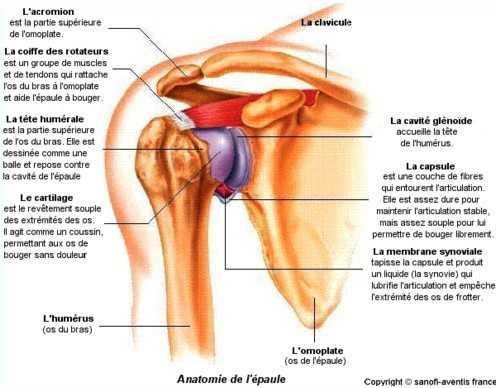 L'acromion
est la partie supérieure
de l'omoplate.
La coiffe des rotateurs
est un groupe de muscles
et de tendons qui rattache
l'os du bras á l'omoplate
et aide l'épaule à bouger.
La téte humérale
est la partie supérieure
de l'os du bras. Elle est
dessinée comme une
balle et repose contre
la cavité de l'épaule
Le cartilage
est le revêtement souple
des extrémités des os.
Il agit comme un coussin,
permettant aux os de
bouger sans douleur
L'humérus
(os du bras)
La clavicule
La cavité glénoïde
accueille la tête
de l'humérus.
La capsule
est une couche de fibres
qui entourent l'articulation.
Elle est assez dure pour
maintenir l'articulation stable,
mais assez souple pour lui
permettre de bouger librement.
La membrane synoviale
tapisse la capsule et produit
un liquide (la synovie) qui
lubrifie l'articulation et empêche
l'extrémité des os de frotter.
L'omoplate
(os de l'épaule)
Anatomie de l'épaule
Copyright © sanofi-aventis france